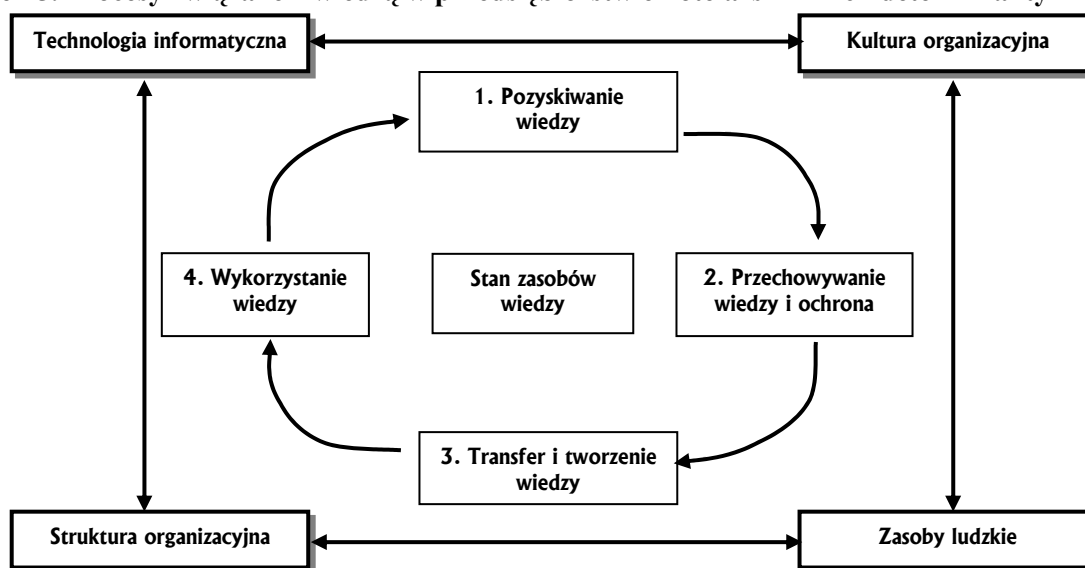 Technologia informatyczna
Kultura organizacyjna
1. Pozyskiwanie
wiedzy
4. Wykorzystanie
wiedzy
Stan zasobów
wiedzy
2. Przechowywanie
wiedzy i ochrona
3. Transfer i tworzenie
wiedzy
Struktura organizacyjna
Zasoby ludzkie